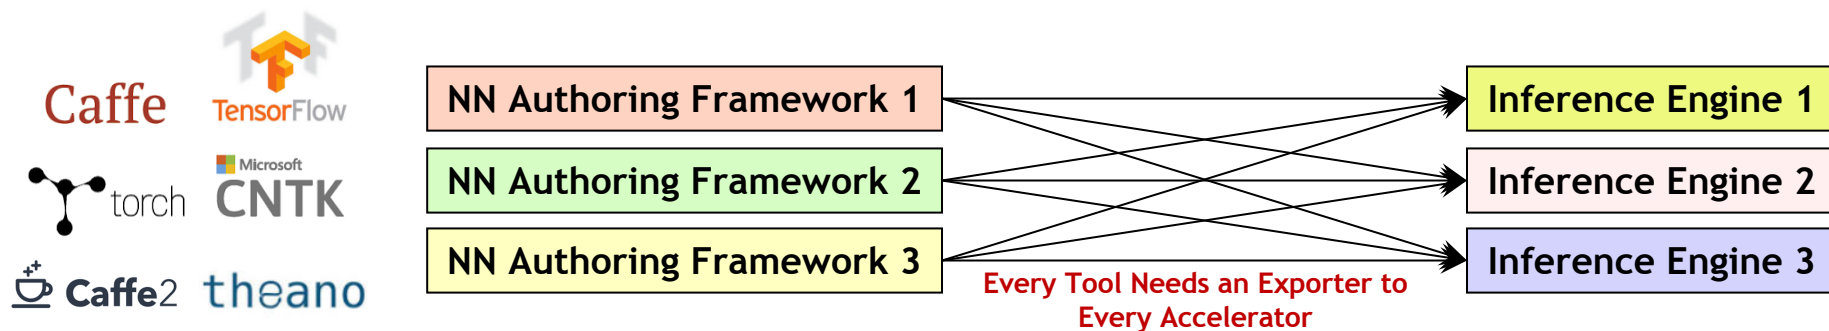 Caffe
TensorFlow
torch
Microsoft
CNTK
Caffe2
theano
NN Authoring Framework 1
NN Authoring Framework 2
NN Authoring Framework 3
Every Tool Needs an Exporter to
Every Accelerator
Inference Engine 1
Inference Engine 2
Inference Engine 3